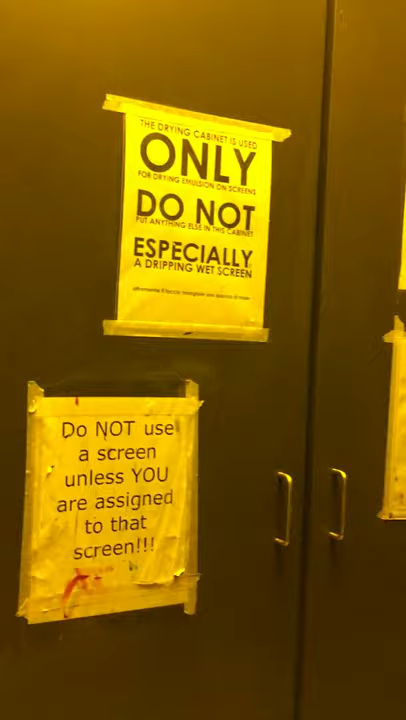 THE DRYING CABINET IS USED
ONLY
FOR DRYING EMULSION ON SCREENS
DO NOT
PUT ANYTHING ELSE IN THIS CABINET
ESPECIALLY
A DRIPPING WET SCREEN
Do NOT use
a screen
unless YOU
are assigned
to that
screen!!!